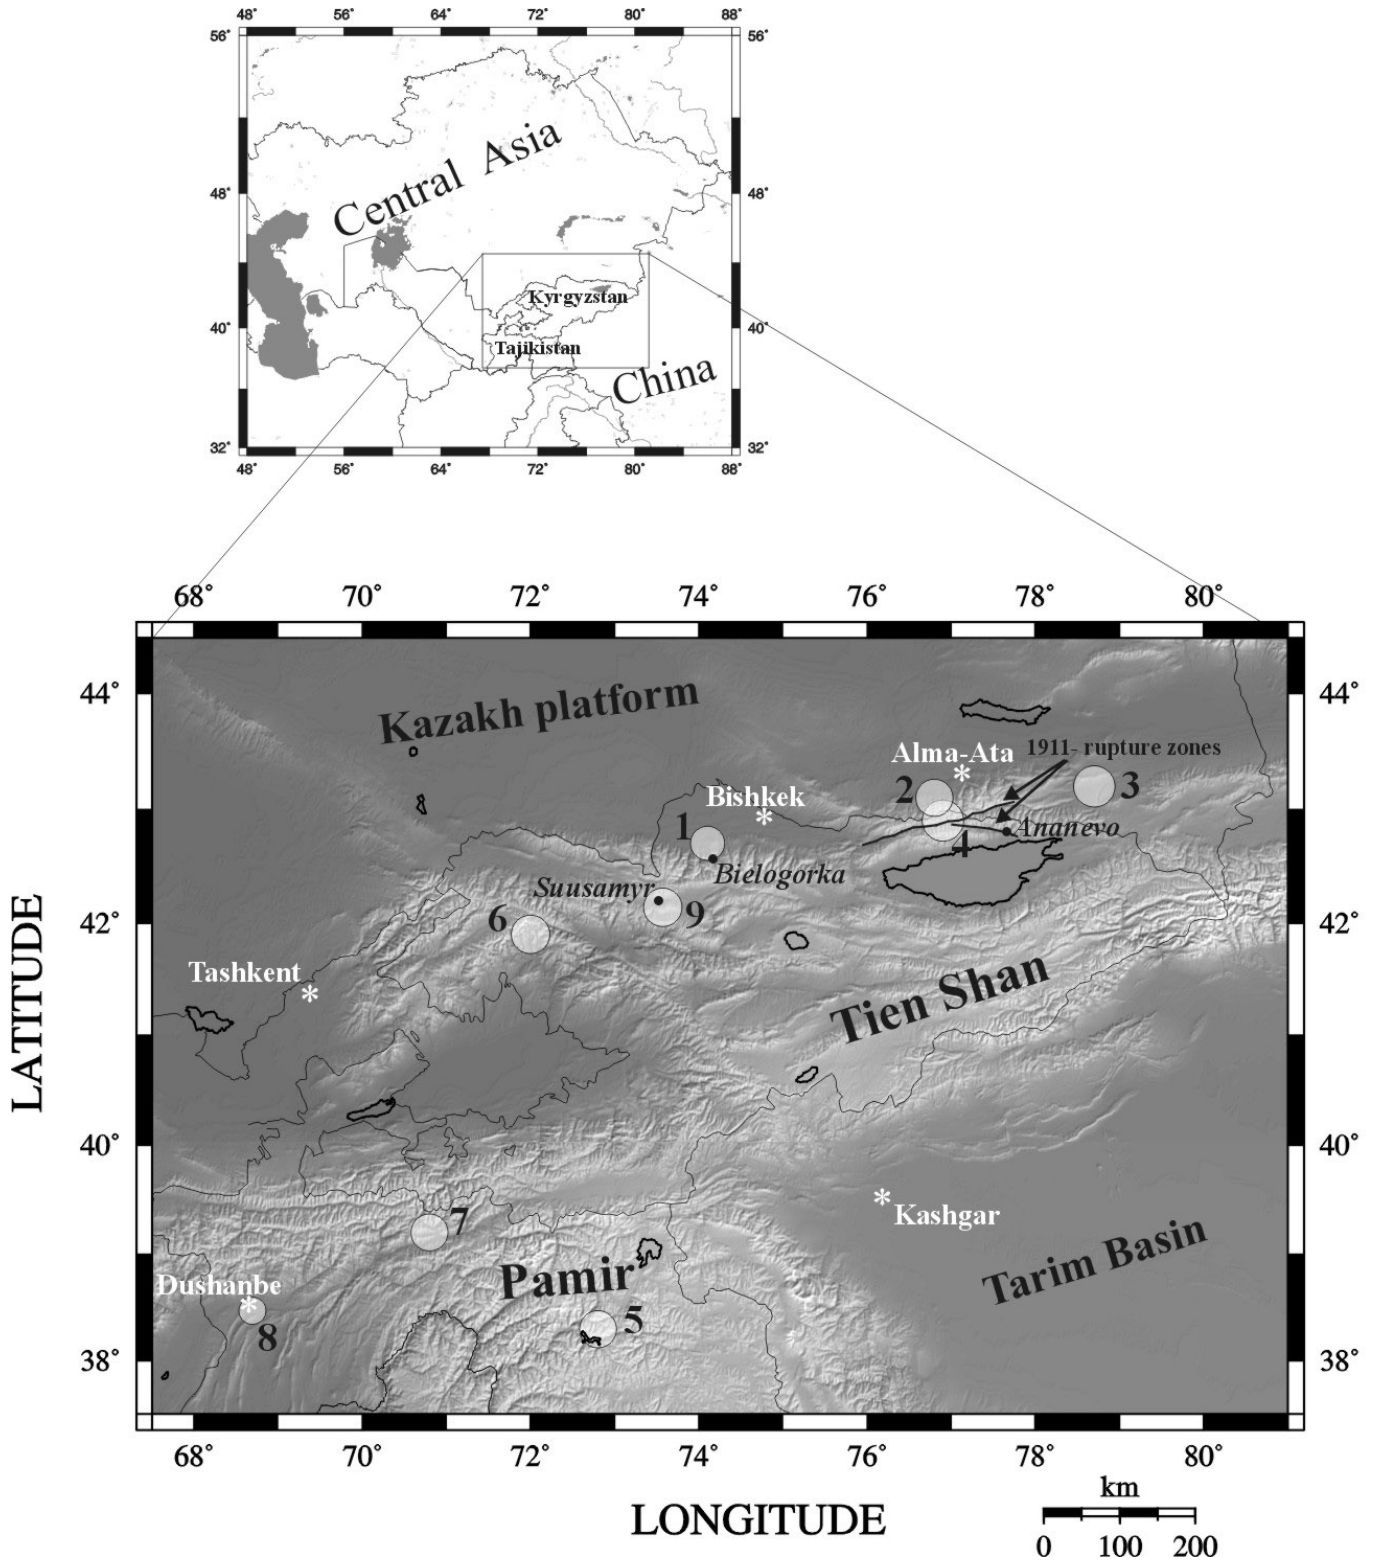 48° 56° 64° 72° 80° 88°
56° 56°
Central Asia
48° 48°
Kyrgyzstan
40° 40°
Tajikistan
China
32° 32°
48° 56° 64° 72° 80° 88°
68° 70° 72° 74° 76° 78° 80°
44° 44°
Kazakh platform
Alma-Ata
1911- rupture zones
2
3
Bishkek
1
Ananevo
4
Bielogorka
Suusamyr
9
6
42° 42°
Tashkent
Tien Shan
LATITUDE
40° 40°
Kashgar
7
Tarim Basin
Pamir
Dushanbe
5
8
38° 38°
68° 70° 72° 74° 76° 78° 80°
km
LONGITUDE
0 100 200